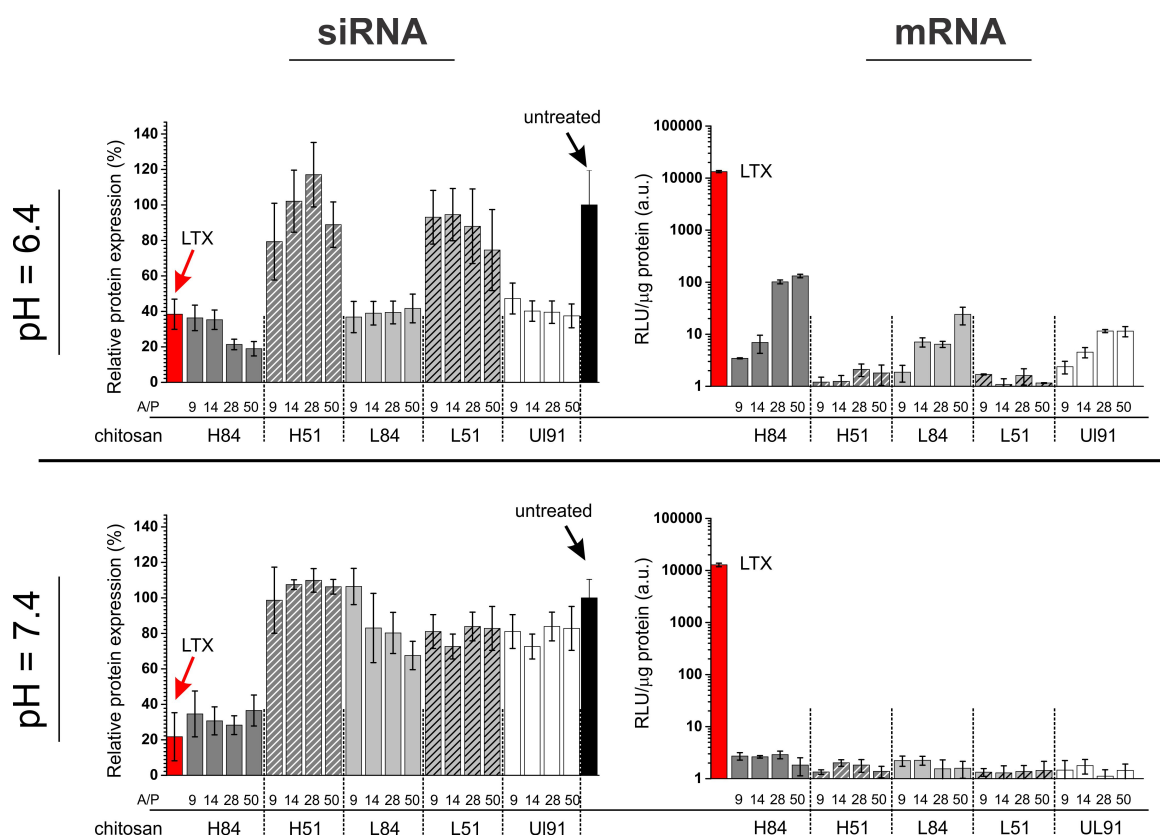 siRNA
mRNA
pH = 6.4
Relative protein expression (%)
140
120
100
80
60
40
20
0
LTX
untreated
A/P
9 14 28 50 9 14 28 50 9 14 28 50 9 14 28 50 9 14 28 50
chitosan H84 H51 L84 L51 Ul91
RLU/μg protein (a.u.)
100000
10000
1000
100
10
1
LTX
9 14 28 50 9 14 28 50 9 14 28 50 9 14 28 50 9 14 28 50
H84 H51 L84 L51 Ul91
pH = 7.4
Relative protein expression (%)
140
120
100
80
60
40
20
0
LTX
untreated
A/P
9 14 28 50 9 14 28 50 9 14 28 50 9 14 28 50 9 14 28 50
chitosan H84 H51 L84 L51 Ul91
RLU/μg protein (a.u.)
100000
10000
1000
100
10
1
LTX
9 14 28 50 9 14 28 50 9 14 28 50 9 14 28 50 9 14 28 50
H84 H51 L84 L51 UL91